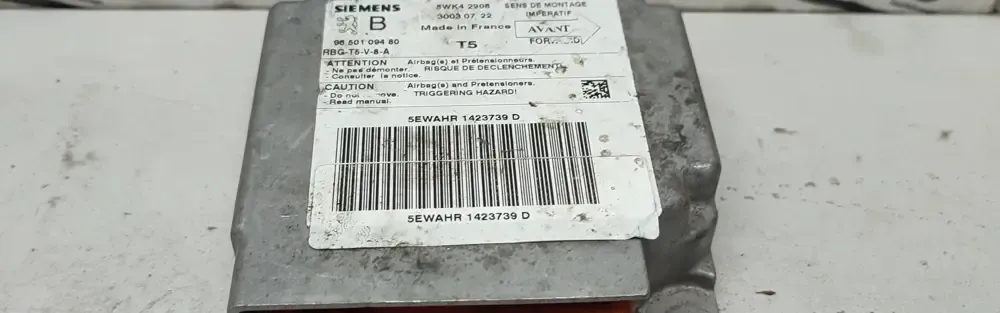 SIEMENS 5WK4 2906 SENS DE MONTAGE
B 3003 07 22 IMPERATIF
Made in France AVANT
96 501 094 80 T5
RBG-T5-V-8-A
ATTENTION Airbag(s) et Prétensionneurs.
- Ne pas démonter. RISQUE DE DECLENCHEMENT!
- Consulter la notice.
CAUTION Airbag(s) and Pretensioners.
- Do TRIGGERING HAZARD!
- Read manual.
5EWAHR 1423739 D
5EWAHR 1423739 D